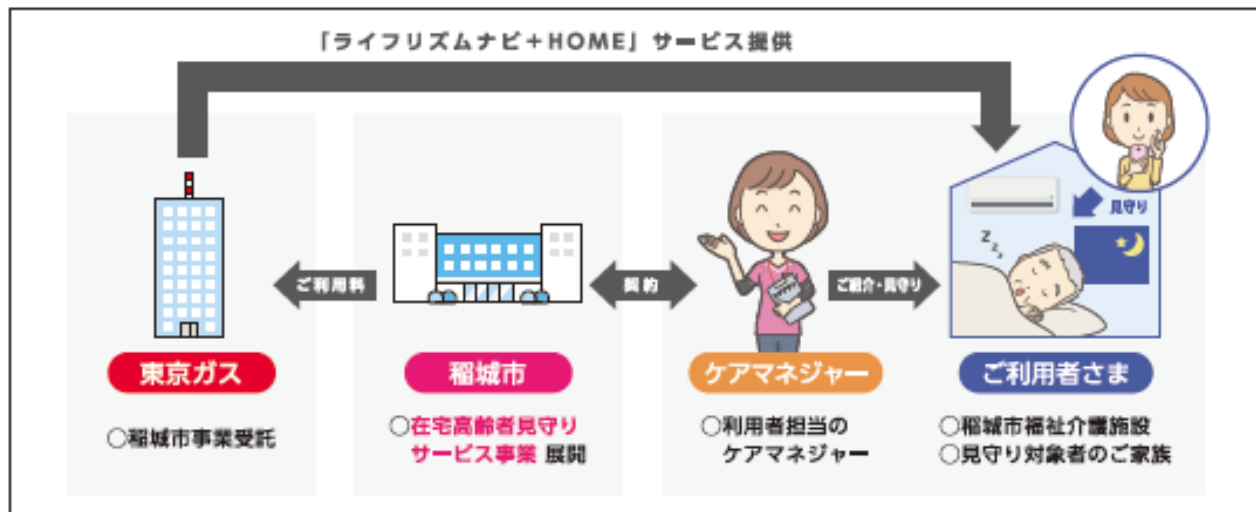 「ライフリズムナビ+HOME」サービス提供
見守り
ZZZ
ご利用料
契約
ご紹介・見守り
東京ガス
稲城市
ケアマネジャー
ご利用者さま
○稲城市事業受託
○在宅高齢者見守り
サービス事業 展開
○利用者担当の
ケアマネジャー
○稲城市福祉介護施設
○見守り対象者のご家族